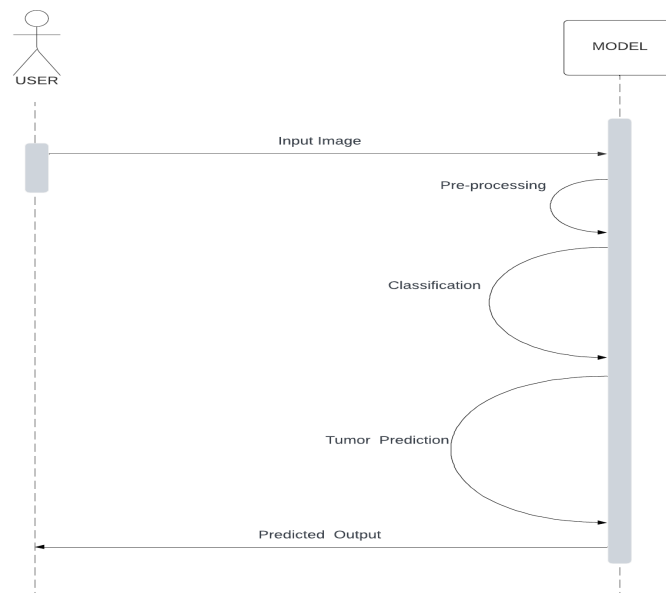 USER
MODEL
Input Image
Pre-processing
Classification
Tumor Prediction
Predicted Output